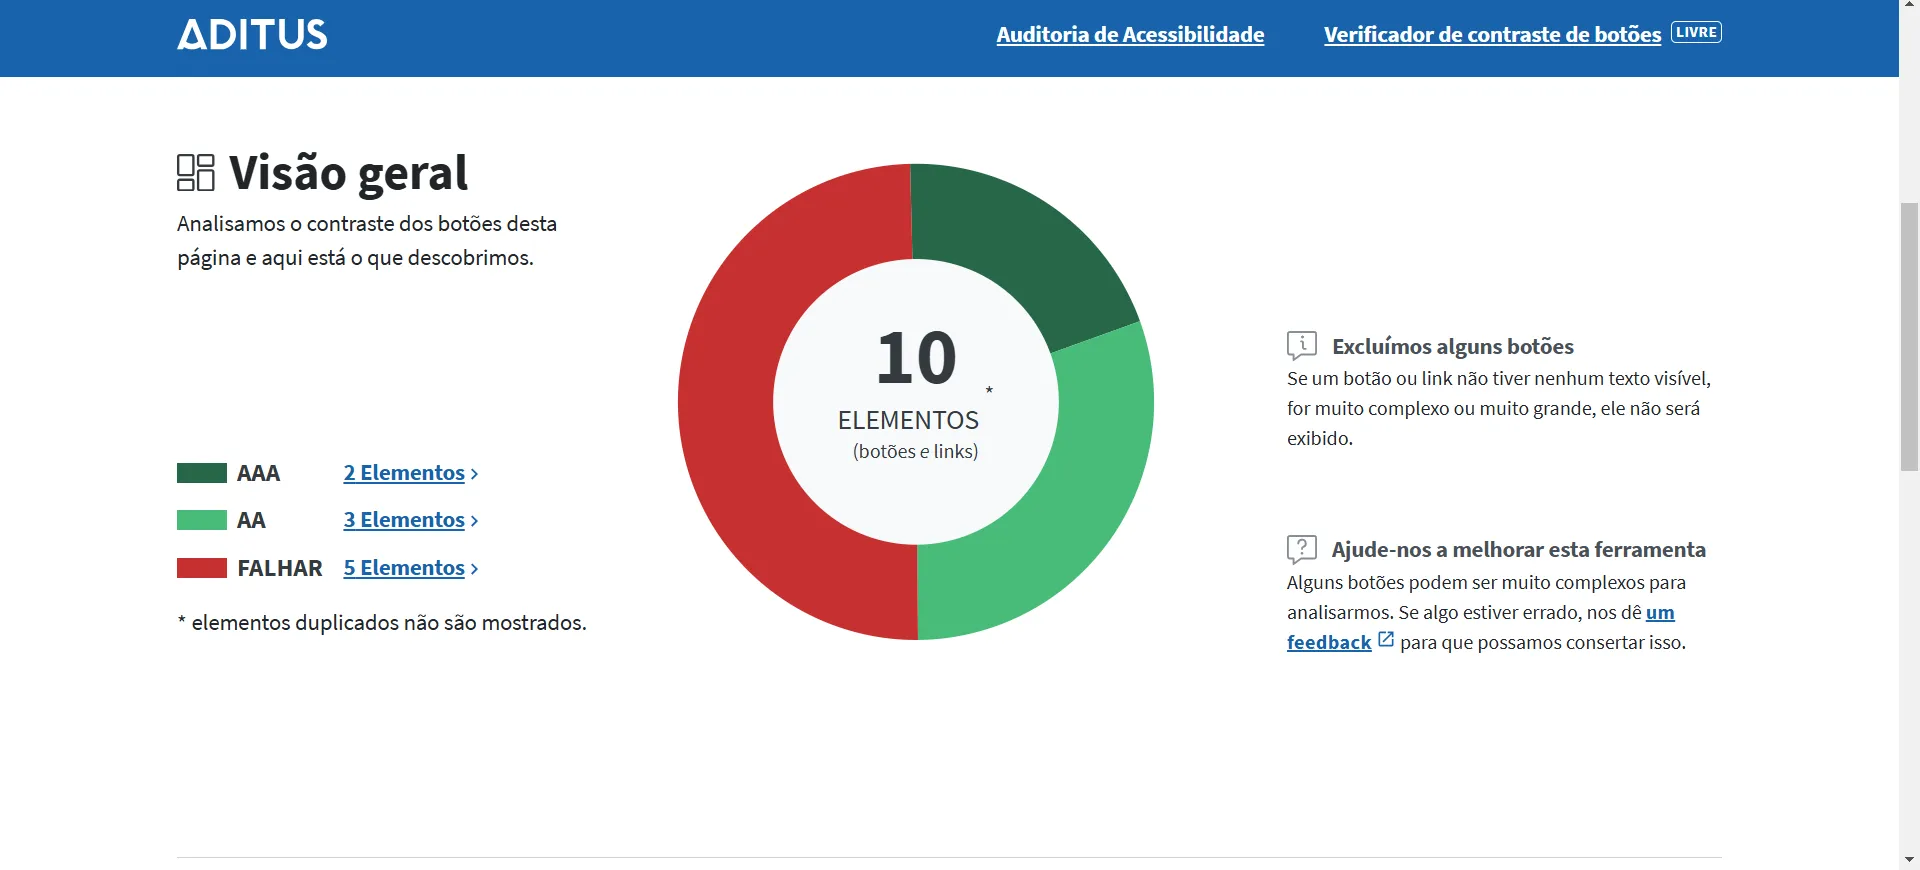 ADITUS
Auditoria de Acessibilidade
Verificador de contraste de botões LIVRE
Visão geral
Analisamos o contraste dos botões desta
página e aqui está o que descobrimos.
AAA 2 Elementos ›
AA 3 Elementos ›
FALHAR 5 Elementos ›
* elementos duplicados não são mostrados.
10
*
ELEMENTOS
(botões e links)
Excluímos alguns botões
Se um botão ou link não tiver nenhum texto visível,
for muito complexo ou muito grande, ele não será
exibido.
Ajude-nos a melhorar esta ferramenta
Alguns botões podem ser muito complexos para
analisarmos. Se algo estiver errado, nos dê um
feedback para que possamos consertar isso.